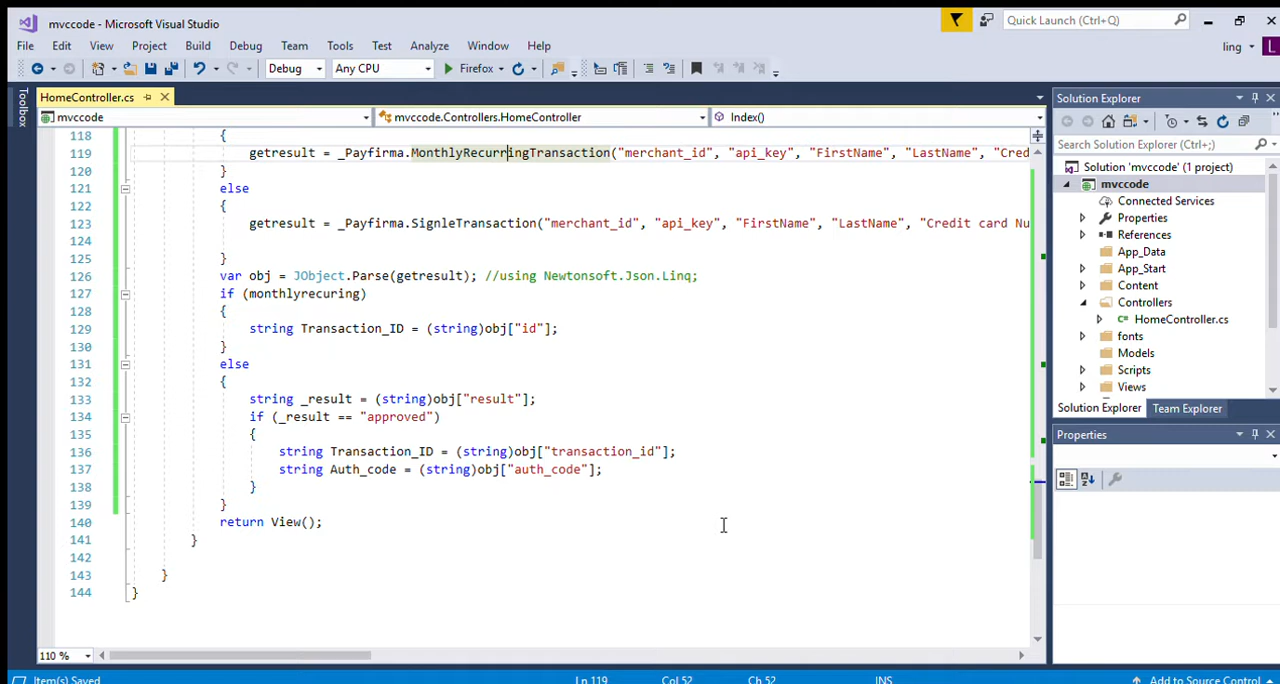 mvccode - Microsoft Visual Studio
Quick Launch (Ctrl+Q)
File Edit View Project Build Debug Team Tools Test Analyze Window Help
ling L
Debug Any CPU Firefox
Toolbox
HomeController.cs
mvccode mvccode.Controllers.HomeController Index()
118 {
119 getresult = _Payfirma.MonthlyRecurringTransaction("merchant_id", "api_key", "FirstName", "LastName", "Cred
120 }
121 else
122 {
123 getresult = _Payfirma.SignleTransaction("merchant_id", "api_key", "FirstName", "LastName", "Credit card Nu
124
125 }
126 var obj = JObject.Parse(getresult); //using Newtonsoft.Json.Linq;
127 if (monthlyrecuring)
128 {
129 string Transaction_ID = (string)obj["id"];
130 }
131 else
132 {
133 string _result = (string)obj["result"];
134 if (_result == "approved")
135 {
136 string Transaction_ID = (string)obj["transaction_id"];
137 string Auth_code = (string)obj["auth_code"];
138 }
139 }
140 return View();
141 }
142
143 }
144 }
110 %
Solution Explorer
Search Solution Explorer (Ctrl+;)
Solution 'mvccode' (1 project)
mvccode
Connected Services
Properties
References
App_Data
App_Start
Content
Controllers
HomeController.cs
fonts
Models
Scripts
Views
Solution Explorer Team Explorer
Properties
Item(s) Saved Ln 119 Col 52 Ch 52 INS Add to Source Control